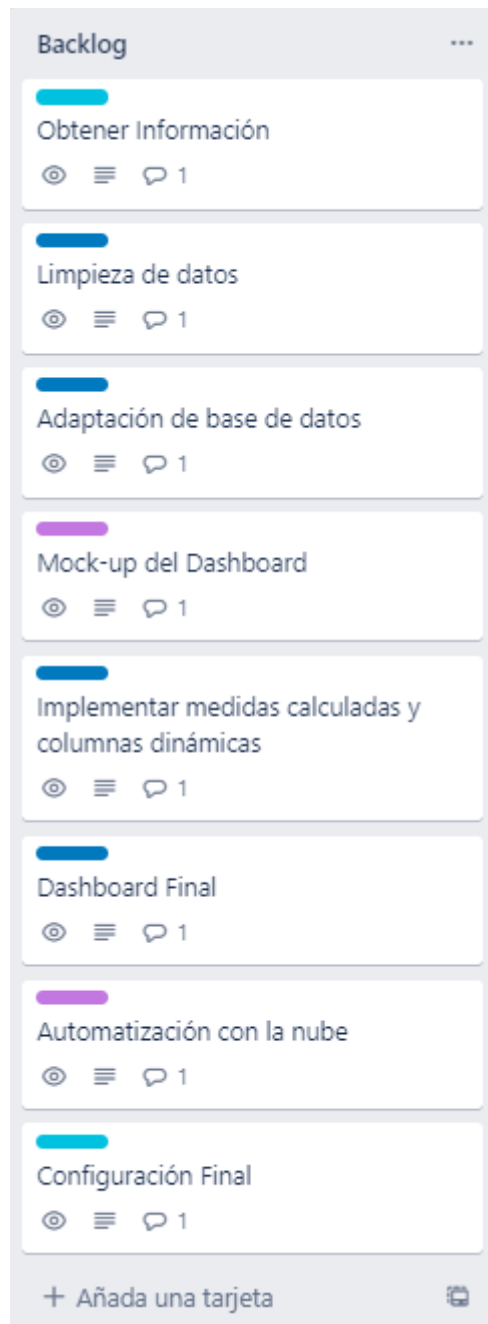 Backlog
Obtener Información
1
Limpieza de datos
1
Adaptación de base de datos
1
Mock-up del Dashboard
1
Implementar medidas calculadas y
columnas dinámicas
1
Dashboard Final
1
Automatización con la nube
1
Configuración Final
1
+ Añada una tarjeta